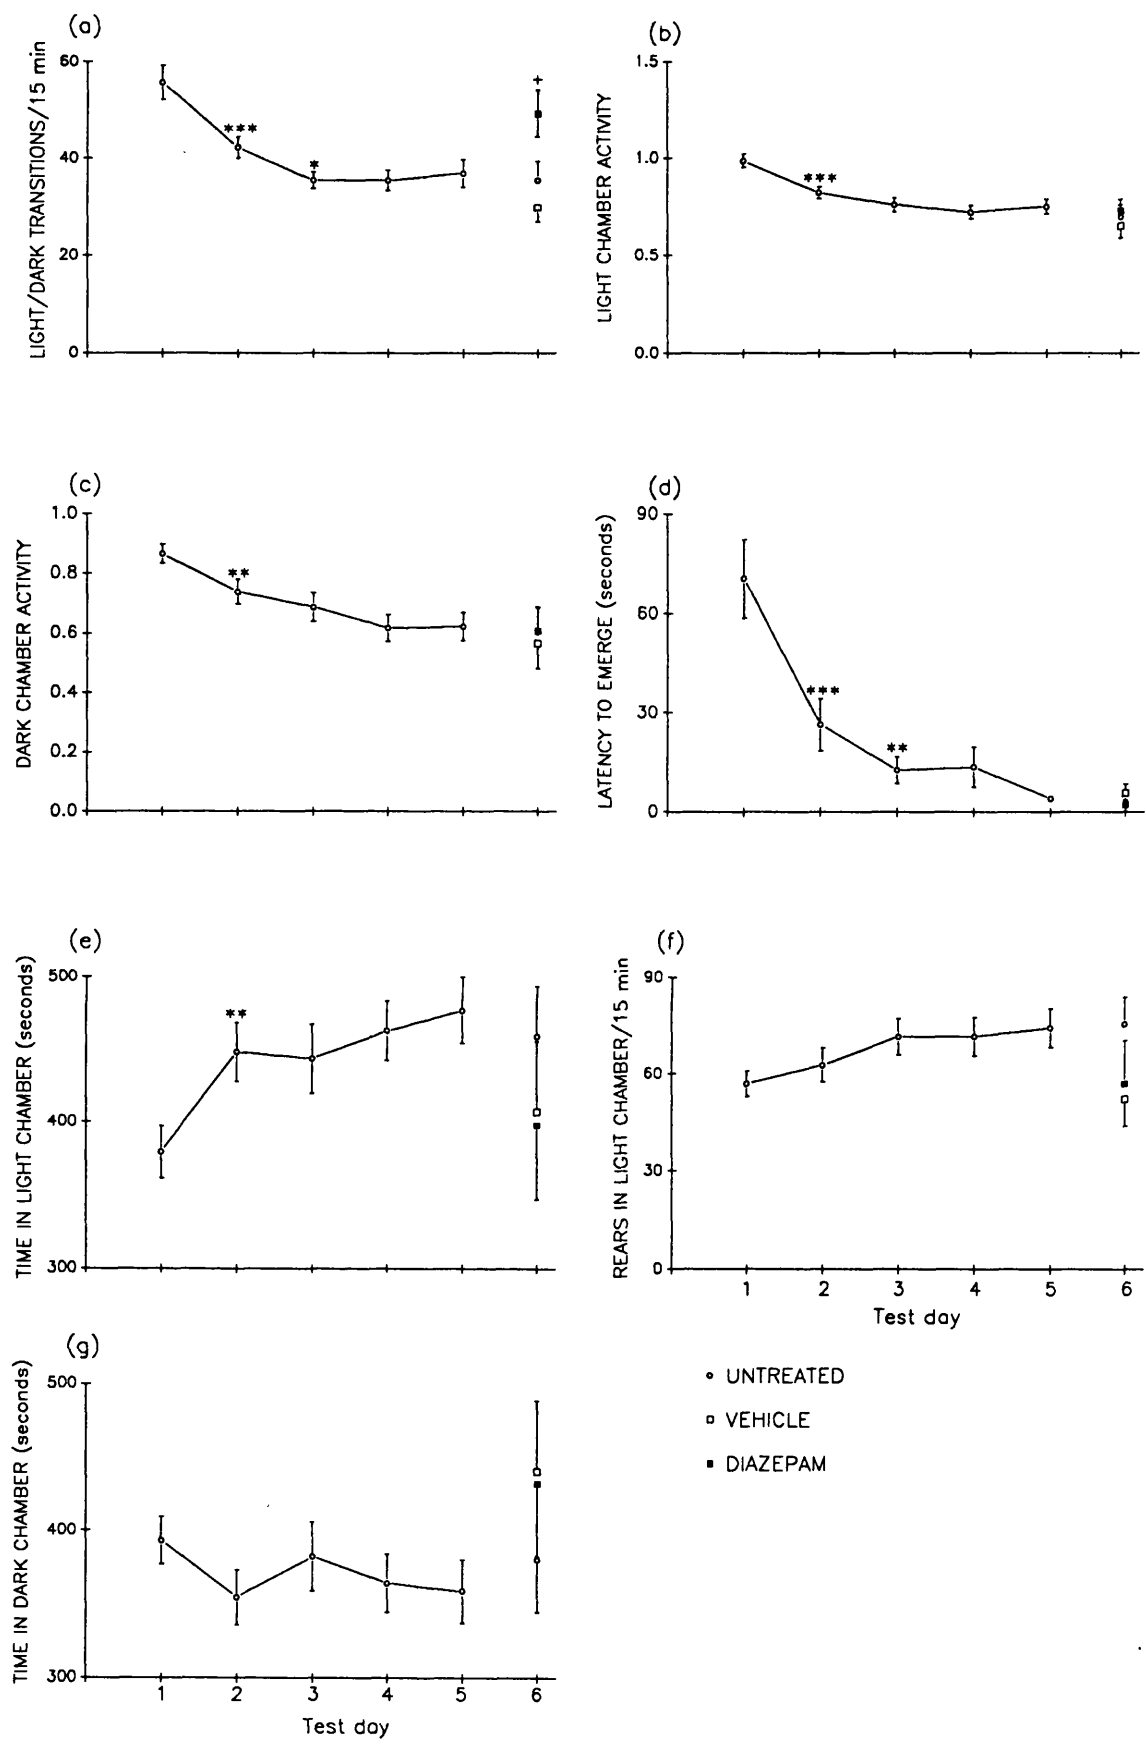 (a)
LIGHT/DARK TRANSITIONS/15 min
60
40
20
0
***
*
+
(b)
LIGHT CHAMBER ACTIVITY
1.5
1.0
0.5
0.0
***
(c)
DARK CHAMBER ACTIVITY
1.0
0.8
0.6
0.4
0.2
0.0
**
(d)
LATENCY TO EMERGE (seconds)
90
60
30
0
***
**
(e)
TIME IN LIGHT CHAMBER (seconds)
500
400
300
**
(f)
REARS IN LIGHT CHAMBER/15 min
90
60
30
0
1 2 3 4 5 6
Test day
(g)
TIME IN DARK CHAMBER (seconds)
500
400
300
1 2 3 4 5 6
Test day
UNTREATED
VEHICLE
DIAZEPAM